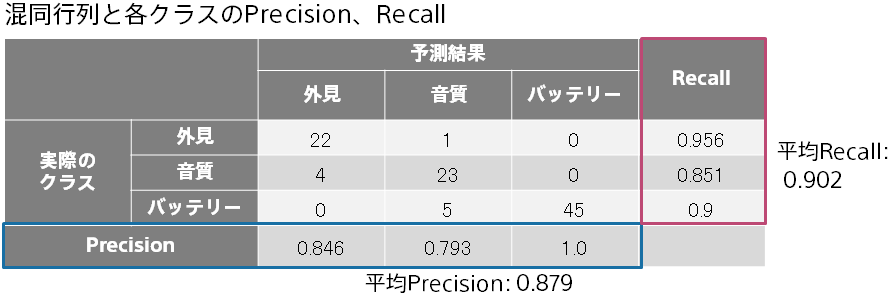 混同行列と各クラスのPrecision、Recall
予測結果
Recall
外見 音質 バッテリー
実際の
クラス
外見 22 1 0 0.956
音質 4 23 0 0.851
バッテリー 0 5 45 0.9
平均Recall:
0.902
Precision 0.846 0.793 1.0
平均Precision: 0.879